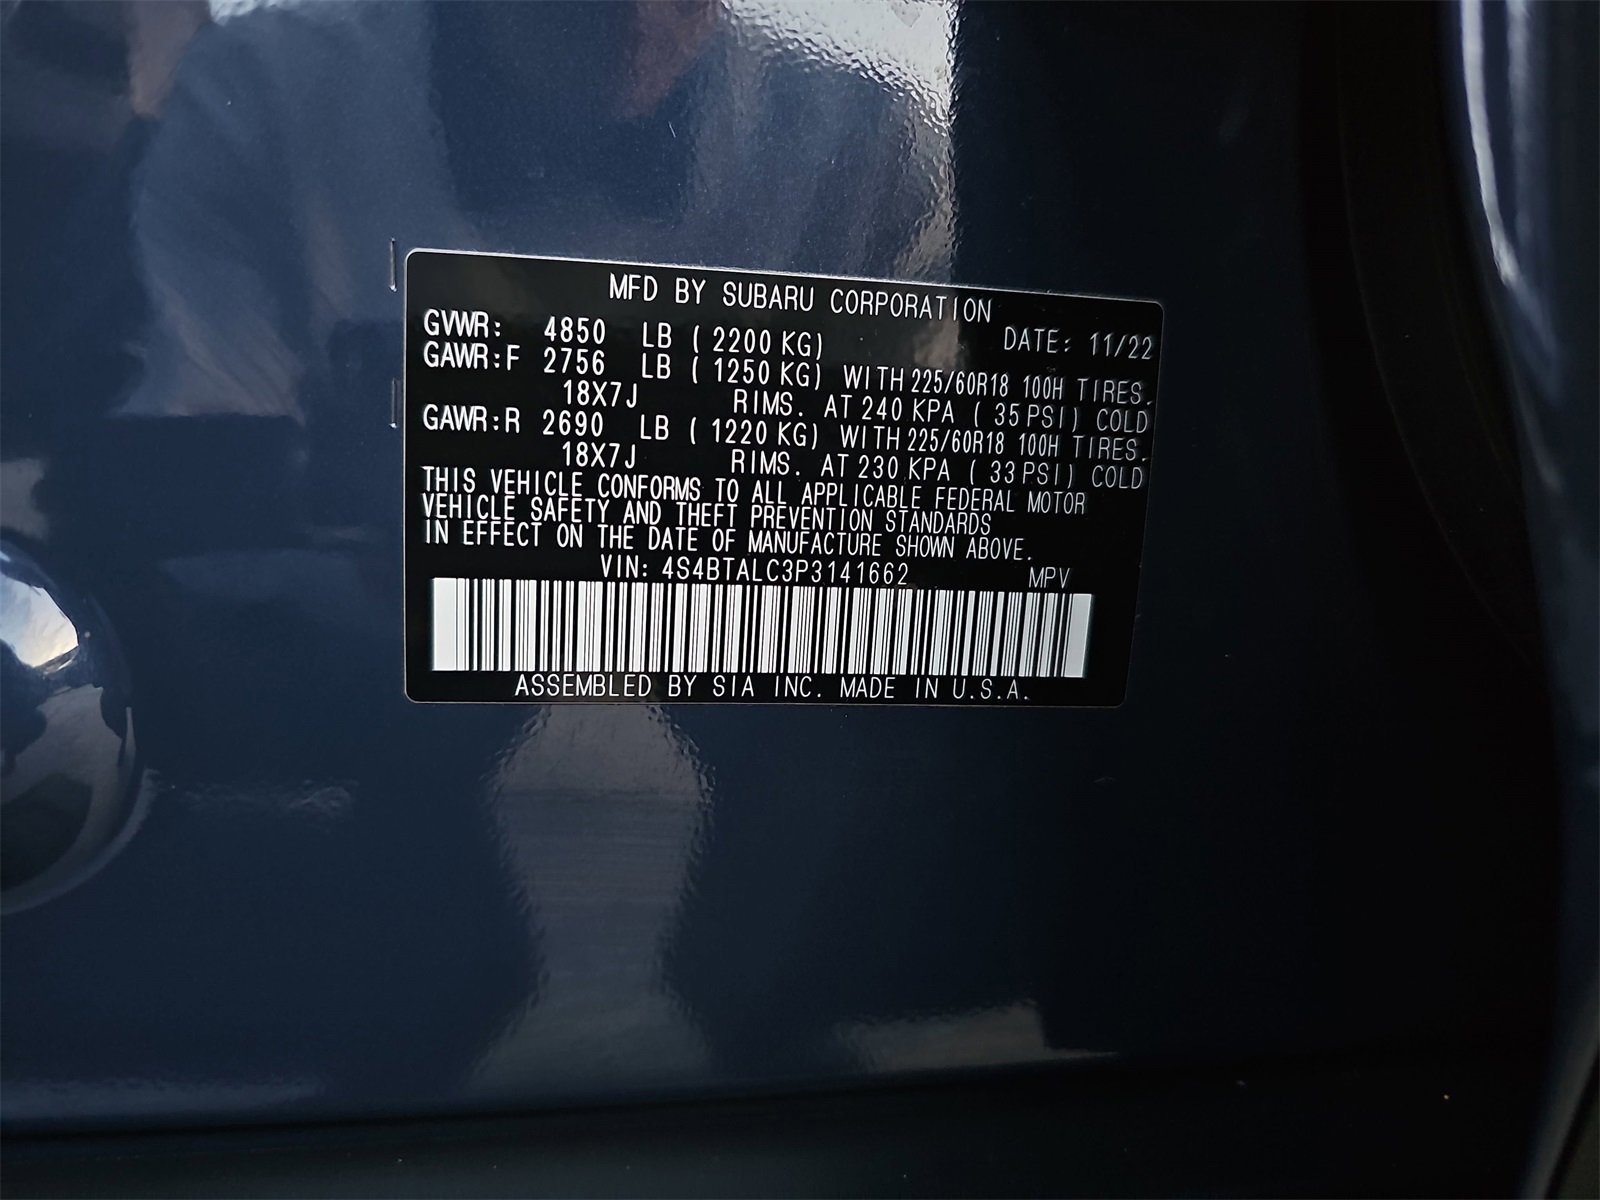 MFD BY SUBARU CORPORATION
GVWR: 4850 LB ( 2200 KG) DATE: 11/22
GAWR:F 2756 LB ( 1250 KG) WITH 225/60R18 100H TIRES.
18X7J RIMS. AT 240 KPA ( 35 PSI) COLD
GAWR:R 2690 LB ( 1220 KG) WITH 225/60R18 100H TIRES.
18X7J RIMS. AT 230 KPA ( 33 PSI) COLD
THIS VEHICLE CONFORMS TO ALL APPLICABLE FEDERAL MOTOR
VEHICLE SAFETY AND THEFT PREVENTION STANDARDS
IN EFFECT ON THE DATE OF MANUFACTURE SHOWN ABOVE.
VIN: 4S4BTALC3P3141662 MPV
ASSEMBLED BY SIA INC. MADE IN U.S.A.